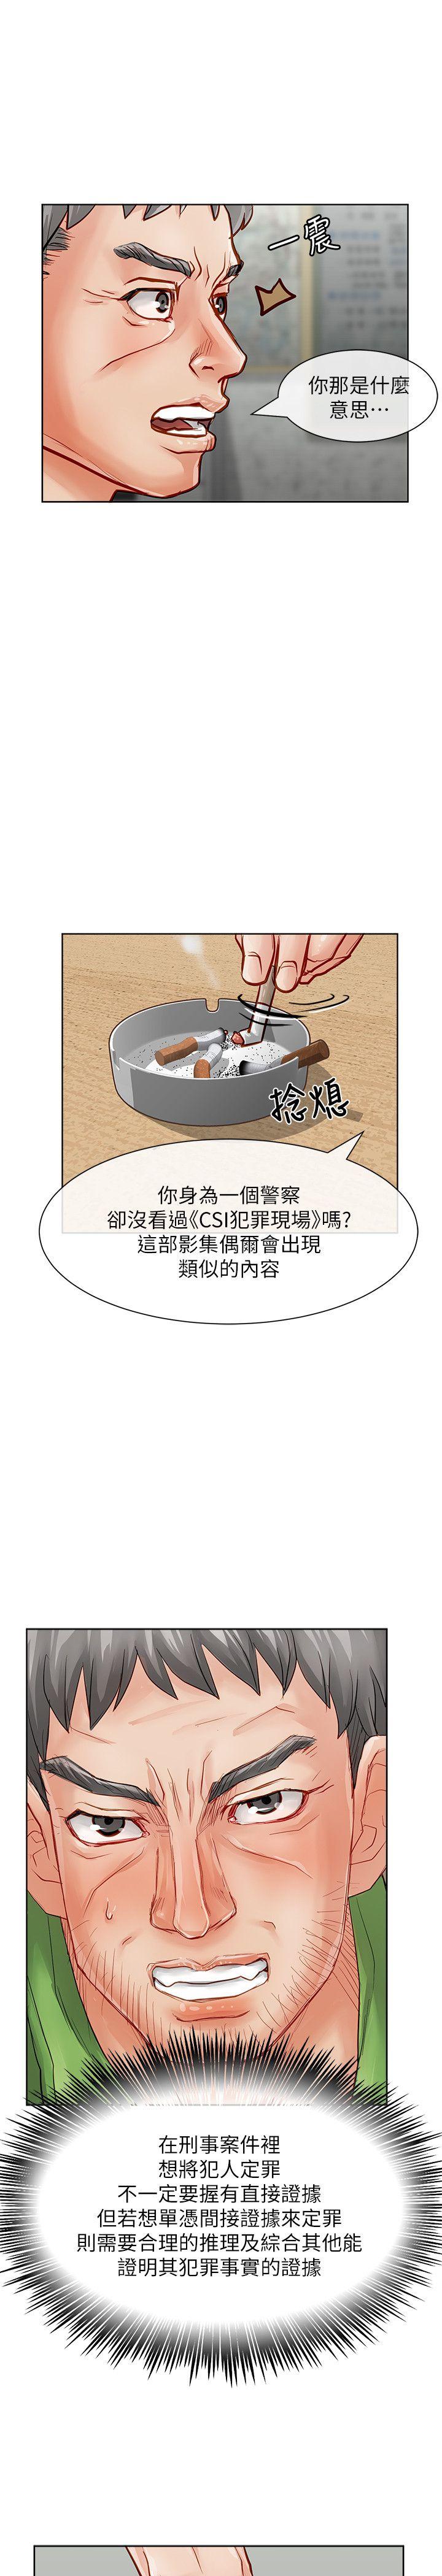 一震
你那是什麼
意思⋯
捻熄
你身為一個警察
卻沒看過《CSI犯罪現場》嗎?
這部影集偶爾會出現
類似的內容
在刑事案件裡
想將犯人定罪
不一定要握有直接證據
但若想單憑間接證據來定罪
則需要合理的推理及綜合其他能
證明其犯罪事實的證據